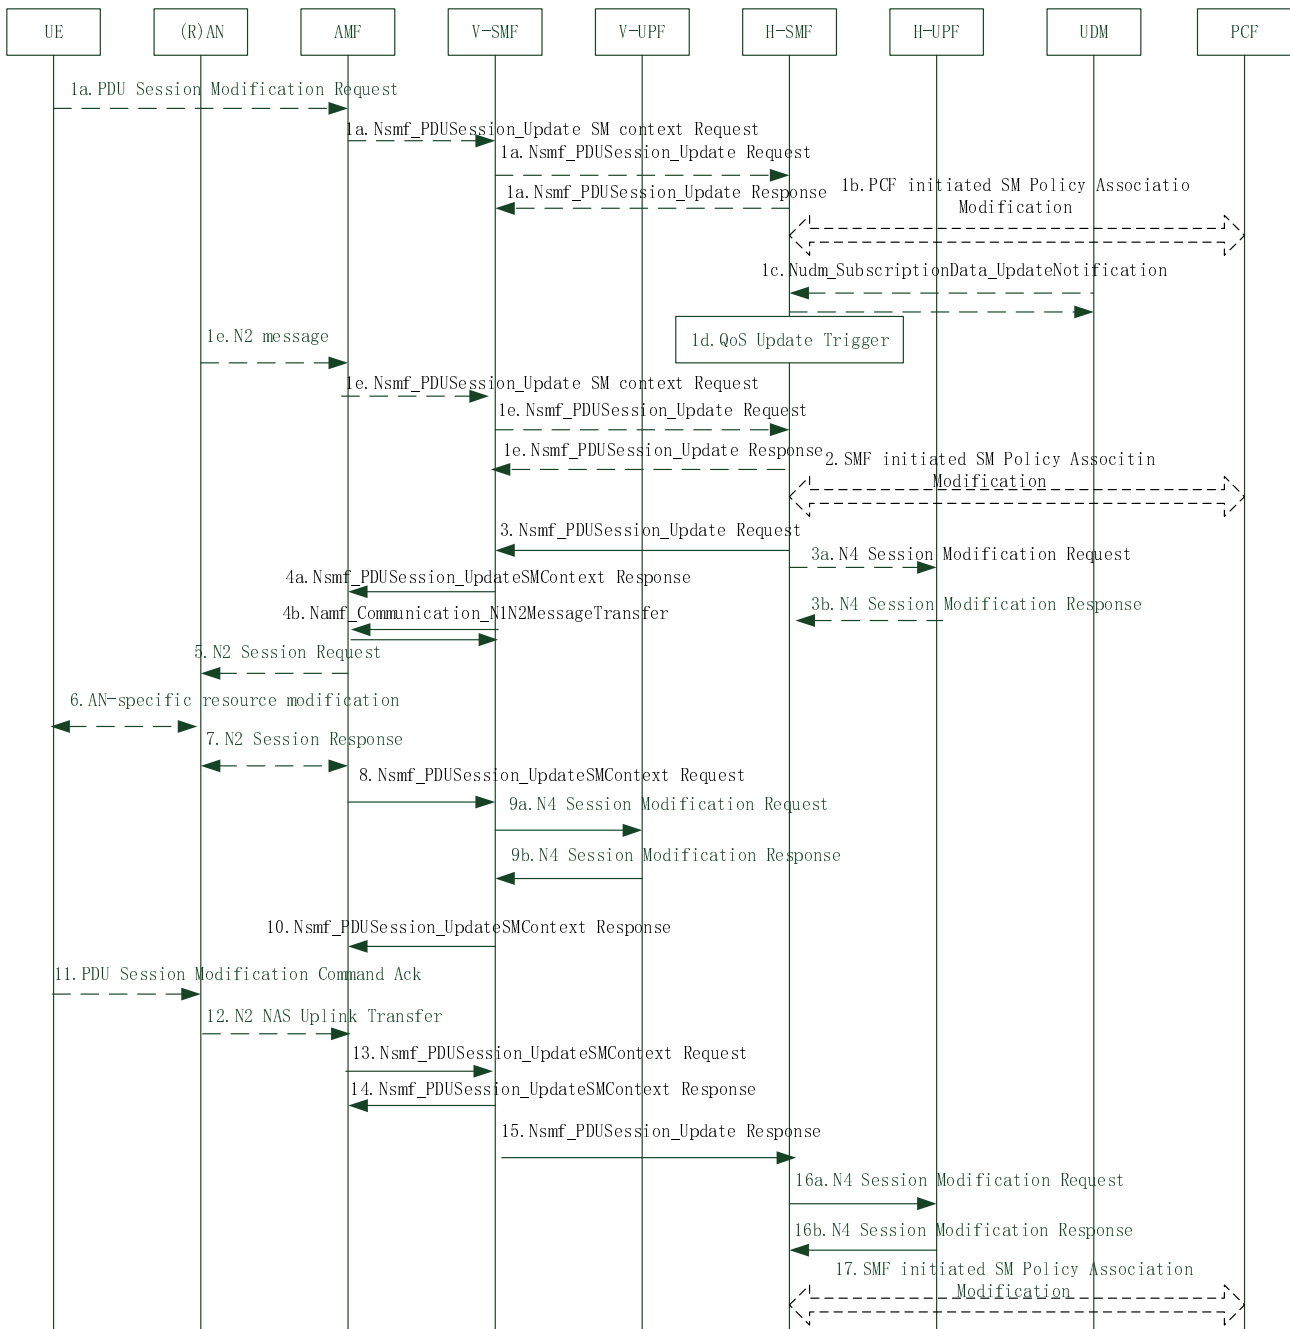 UE
(R)AN
AMF
V-SMF
V-UPF
H-SMF
H-UPF
UDM
PCF
1a.PDU Session Modification Request
1a.Nsmf_PDUSession_Update SM context Request
1a.Nsmf_PDUSession_Update Request
1a.Nsmf_PDUSession_Update Response
1b.PCF initiated SM Policy Associatio
Modification
1c.Nudm_SubscriptionData_UpdateNotification
1e.N2 message
1d.QoS Update Trigger
1e.Nsmf_PDUSession_Update SM context Request
1e.Nsmf_PDUSession_Update Request
1e.Nsmf_PDUSession_Update Response
2.SMF initiated SM Policy Associtin
Modification
3.Nsmf_PDUSession_Update Request
3a.N4 Session Modification Request
4a.Nsmf_PDUSession_UpdateSMContext Response
3b.N4 Session Modification Response
4b.Namf_Communication_N1N2MessageTransfer
5.N2 Session Request
6.AN-specific resource modification
7.N2 Session Response
8.Nsmf_PDUSession_UpdateSMContext Request
9a.N4 Session Modification Request
9b.N4 Session Modification Response
10.Nsmf_PDUSession_UpdateSMContext Response
11.PDU Session Modification Command Ack
12.N2 NAS Uplink Transfer
13.Nsmf_PDUSession_UpdateSMContext Request
14.Nsmf_PDUSession_UpdateSMContext Response
15.Nsmf_PDUSession_Update Response
16a.N4 Session Modification Request
16b.N4 Session Modification Response
17.SMF initiated SM Policy Association
Modification